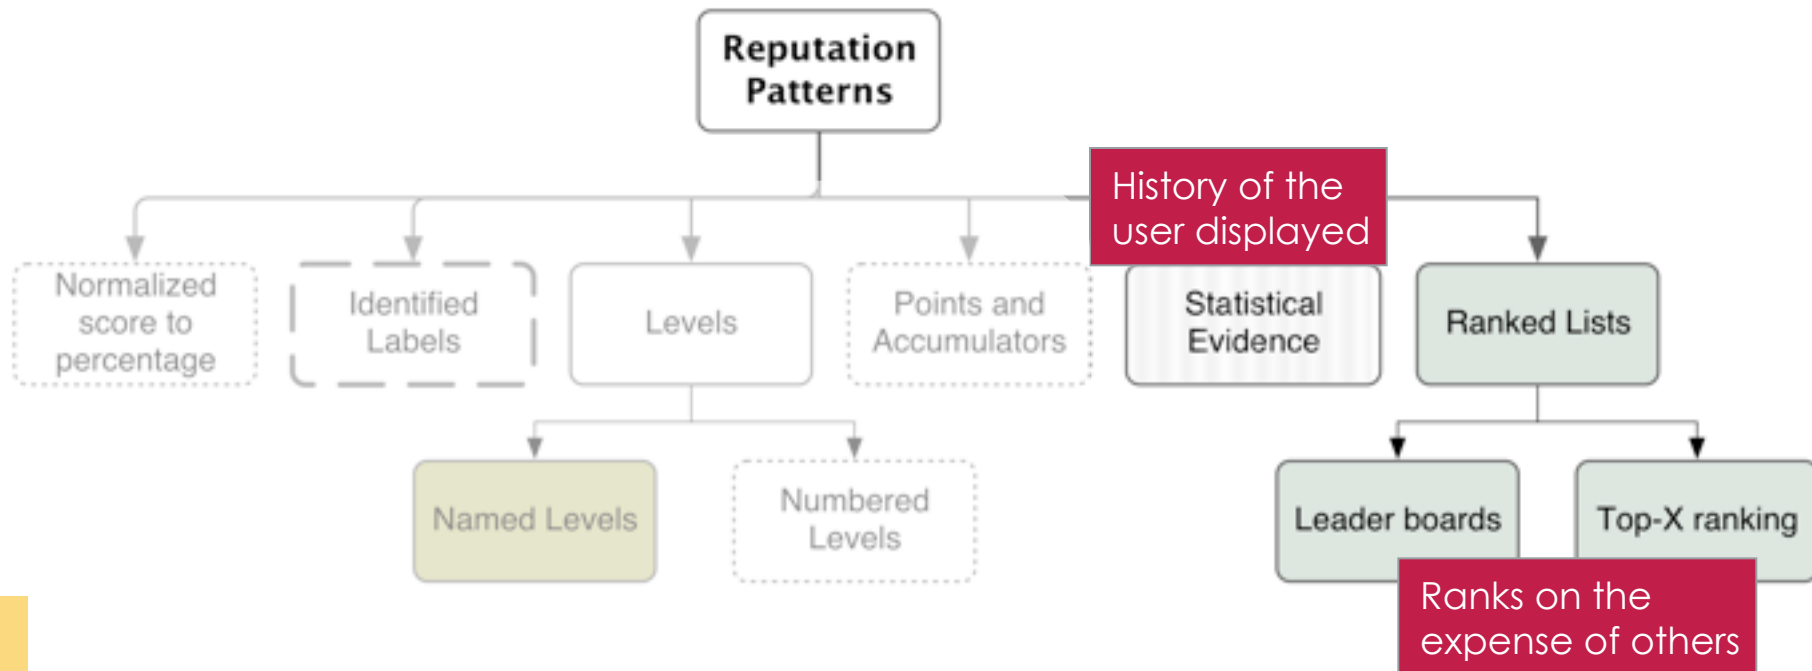 Reputation
Patterns
History of the
user displayed
Normalized
score to
percentage
Identified
Labels
Levels
Points and
Accumulators
Statistical
Evidence
Ranked Lists
Named Levels
Numbered
Levels
Leader boards
Top-X ranking
Ranks on the
expense of others